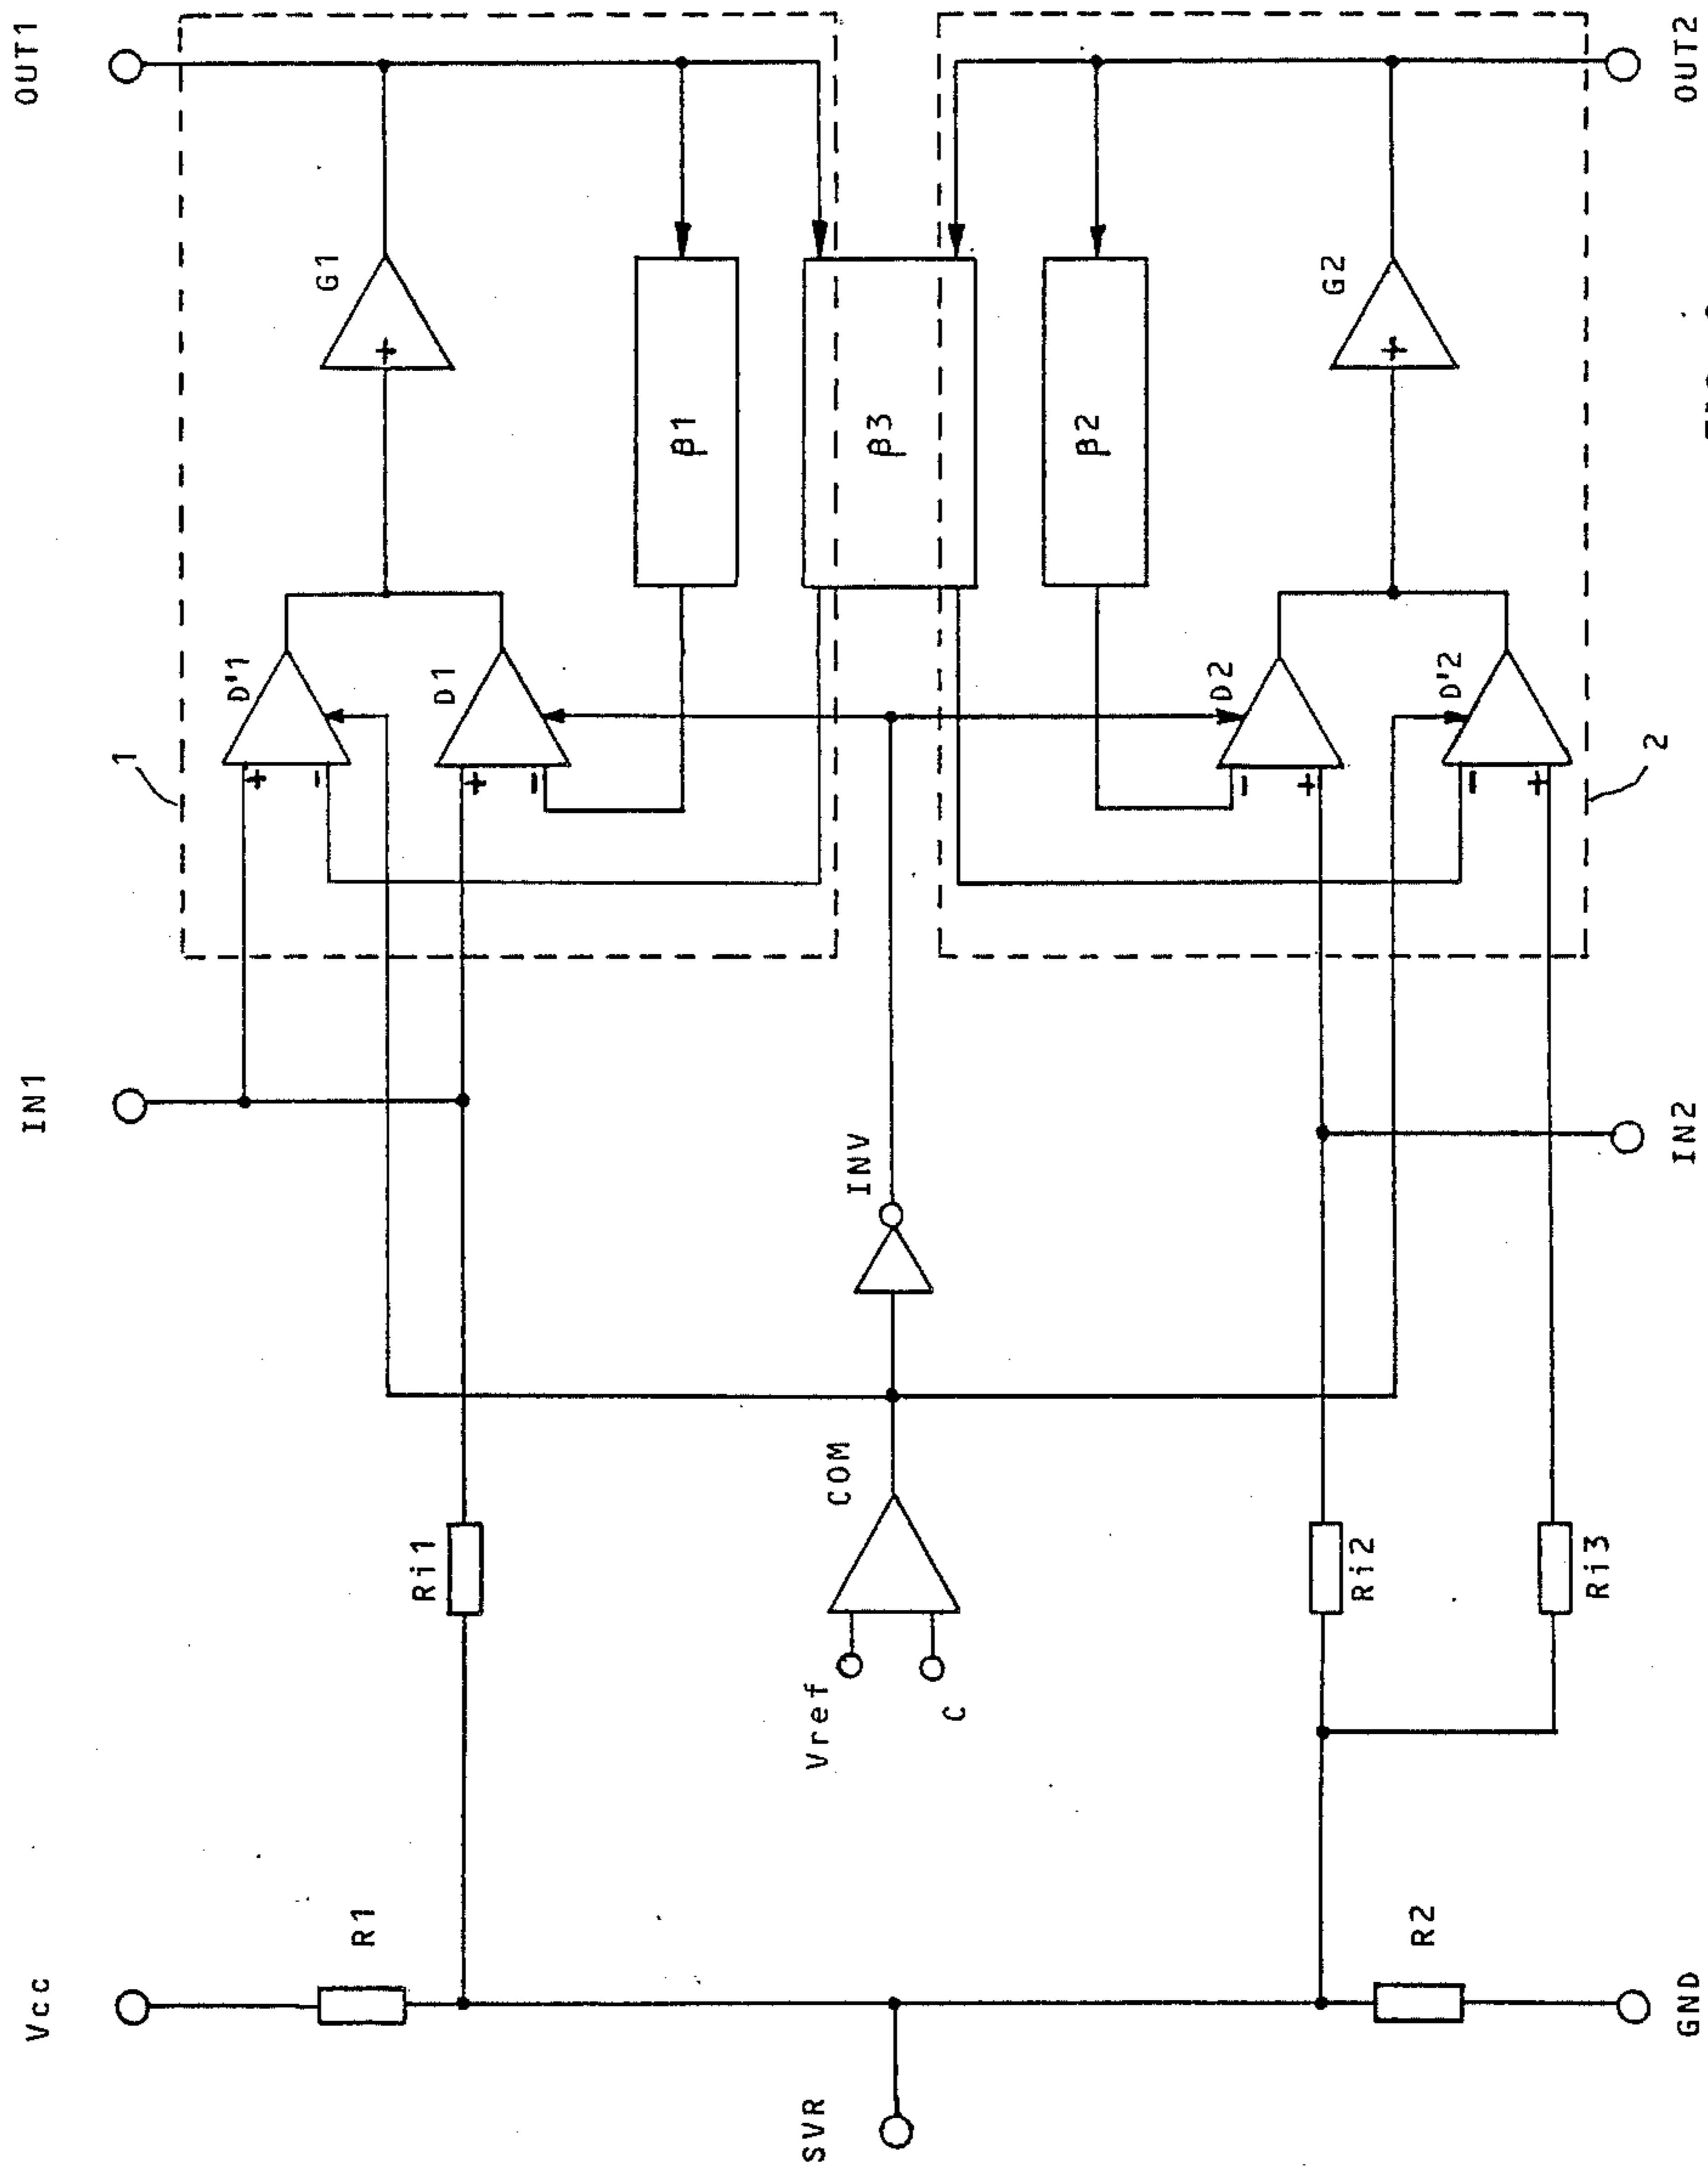 OUT1
OUT2
G1
G2
β1
β3
β2
D'1
D1
D2
D'2
+
+
+
-
+
-
-
+
-
+
1
2
IN1
IN2
INV
COM
Ri1
Ri2
Ri3
Vref
C
R1
R2
Vcc
GND
SVR